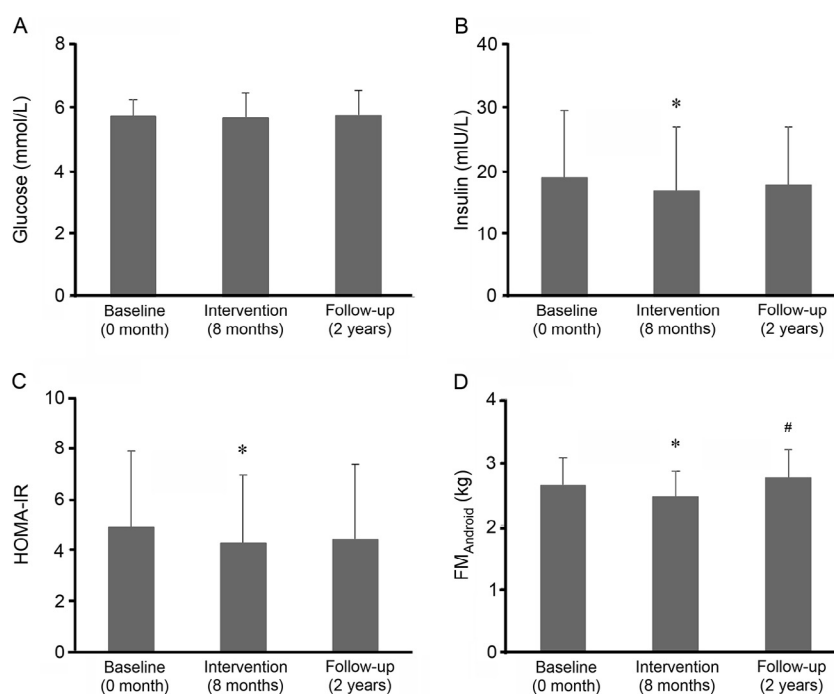 A
Glucose (mmol/L)
8
6
4
2
0
Baseline
(0 month)
Intervention
(8 months)
Follow-up
(2 years)
B
Insulin (mIU/L)
40
30
20
10
0
*
Baseline
(0 month)
Intervention
(8 months)
Follow-up
(2 years)
C
HOMA-IR
10
8
6
4
2
0
*
Baseline
(0 month)
Intervention
(8 months)
Follow-up
(2 years)
D
FMAndroid (kg)
4
3
2
1
0
*
#
Baseline
(0 month)
Intervention
(8 months)
Follow-up
(2 years)